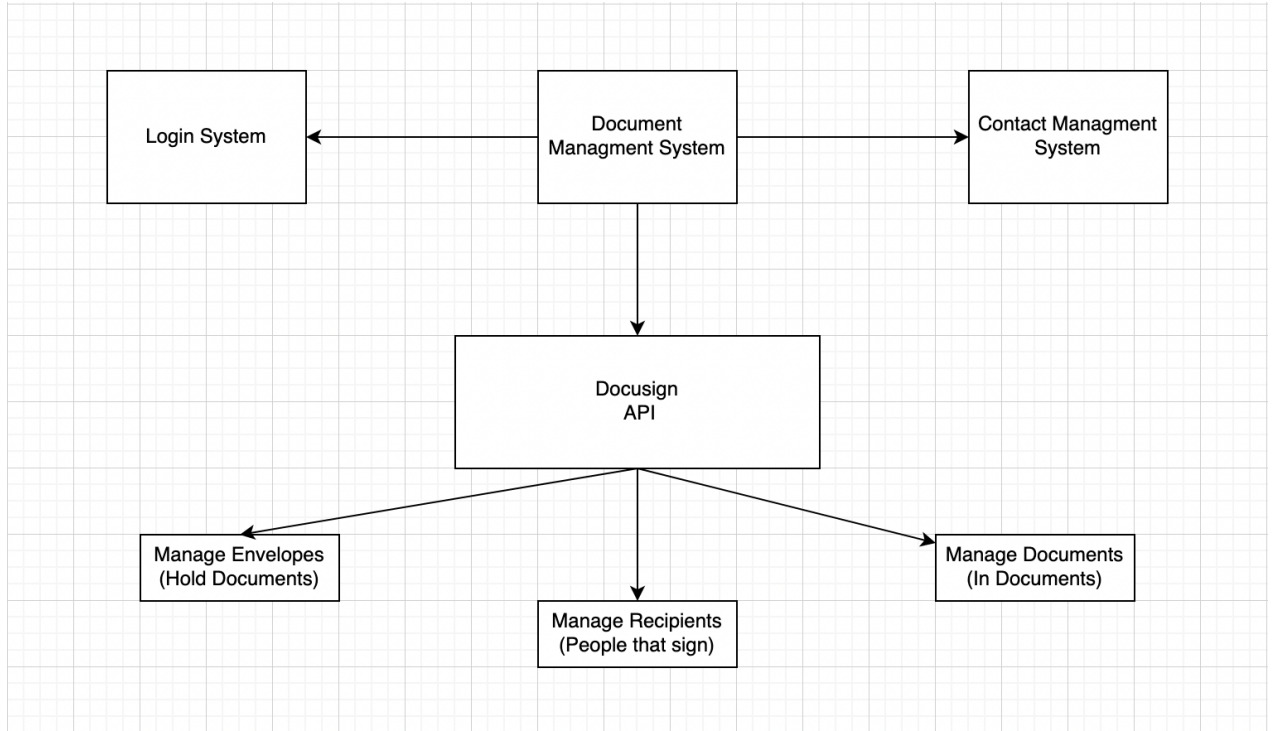 Login System
Document
Managment System
Contact Managment
System
Docusign
API
Manage Envelopes
(Hold Documents)
Manage Recipients
(People that sign)
Manage Documents
(In Documents)